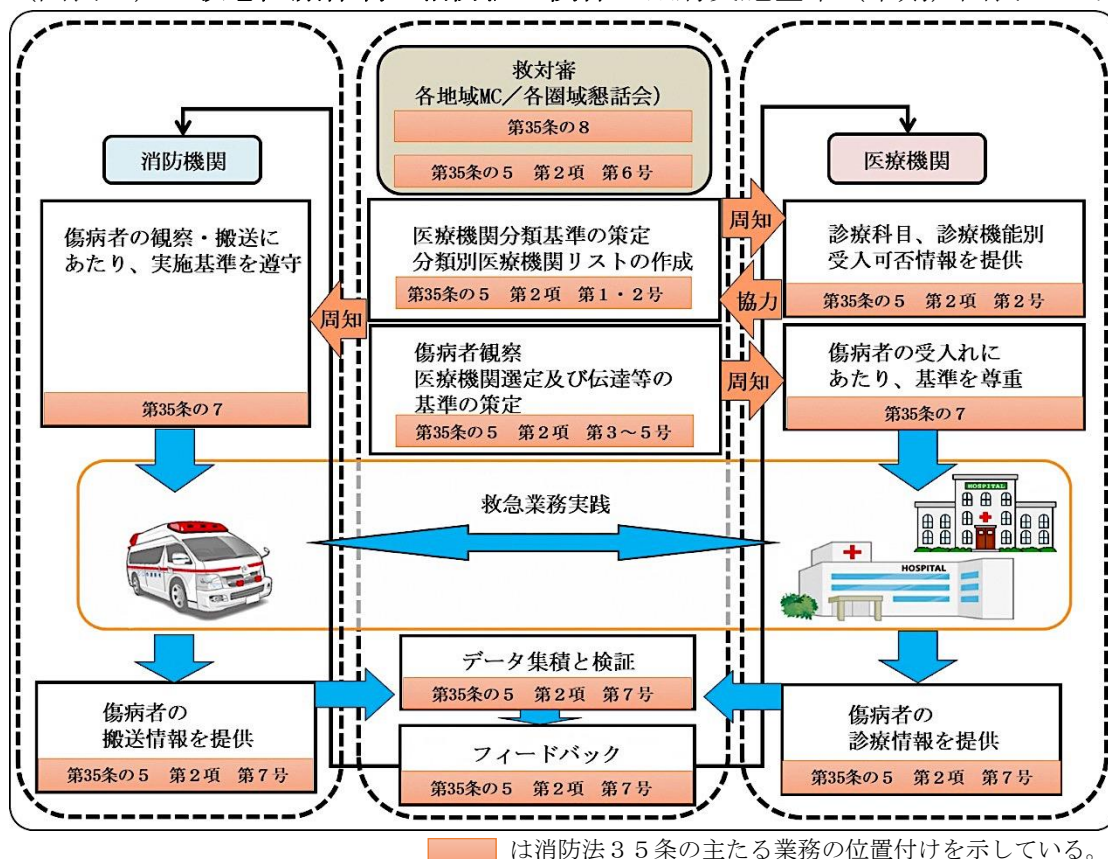 救対審
各地域MC／各圏域懇話会)
第35条の８
第35条の５　第２項　第６号
消防機関
医療機関
傷病者の観察・搬送に
あたり、実施基準を遵守
第35条の７
周知
医療機関分類基準の策定
分類別医療機関リストの作成
第35条の５　第２項　第１・２号
傷病者観察
医療機関選定及び伝達等の
基準の策定
第35条の５　第２項　第３～５号
周知
協力
周知
診療科目、診療機能別
受入可否情報を提供
第35条の５　第２項　第２号
傷病者の受入れに
あたり、基準を尊重
第35条の７
救急業務実践
HOSPITAL
HOSPITAL
傷病者の
搬送情報を提供
第35条の５　第２項　第７号
データ集積と検証
第35条の５　第２項　第７号
フィードバック
第35条の５　第２項　第７号
傷病者の
診療情報を提供
第35条の５　第２項　第７号
は消防法３５条の主たる業務の位置付けを示している。